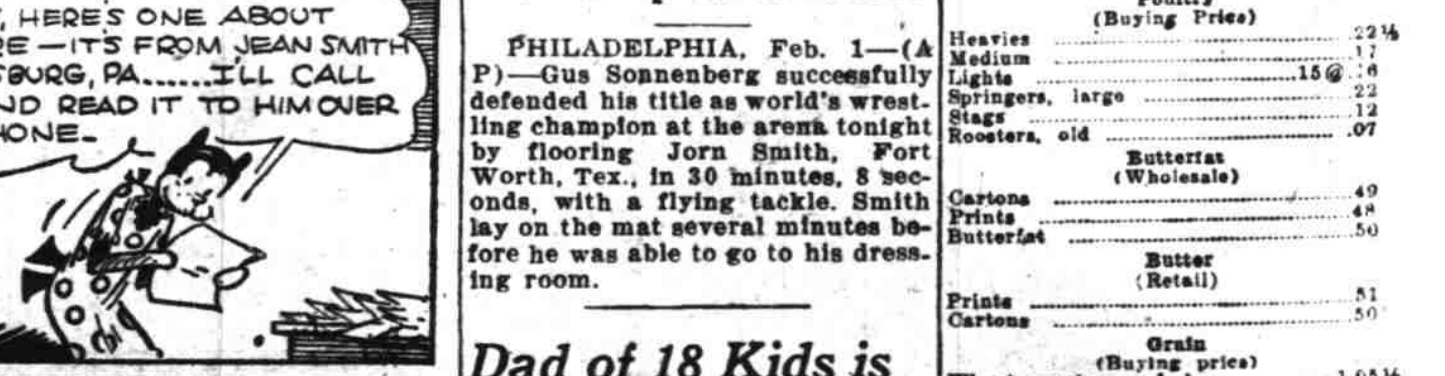 HERE'S ONE ABOUT
RE—IT'S FROM JEAN SMITH
SBURG, PA......I'LL CALL
ND READ IT TO HIM OVER
HONE-
PHILADELPHIA, Feb. 1—(A
P)—Gus Sonnenberg successfully
defended his title as world's wrest-
ling champion at the arena tonight
by flooring Jorn Smith, Fort
Worth, Tex., in 30 minutes, 8 sec-
onds, with a flying tackle. Smith
lay on the mat several minutes be-
fore he was able to go to his dress-
ing room.
Dad of 18 Kids is
Poultry
(Buying Price)
Heavies .22½
Medium .17
Lights 15@
Springers, large .22
Stags .12
Roosters, old .07
Butterfat
(Wholesale)
Cartons .49
Prints .48
Butterfat .50
Butter
(Retail)
Prints .51
Cartons .50
Grain
(Buying price)